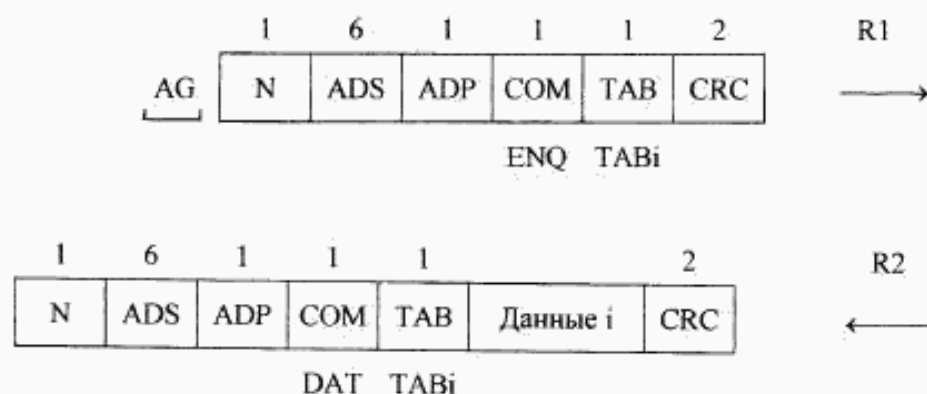 1 6 1 1 1 2 R1
AG N ADS ADP COM TAB CRC
ENQ TABi
1 6 1 1 1 2 R2
N ADS ADP COM TAB Данные i CRC
DAT TABi